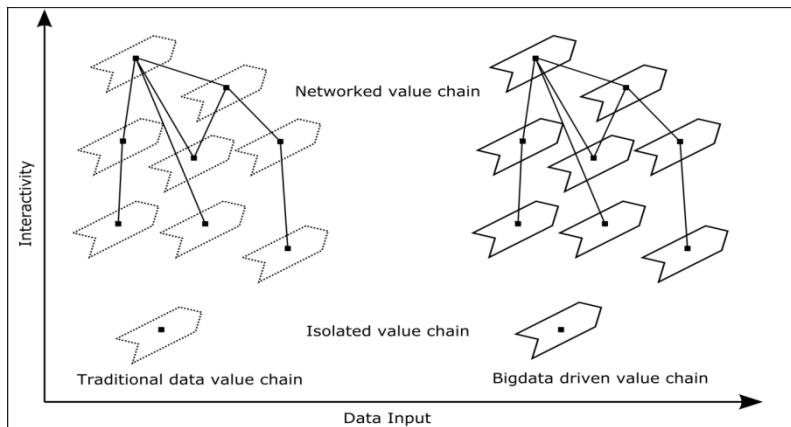 Networked value chain
Interactivity
Isolated value chain
Traditional data value chain
Bigdata driven value chain
Data Input